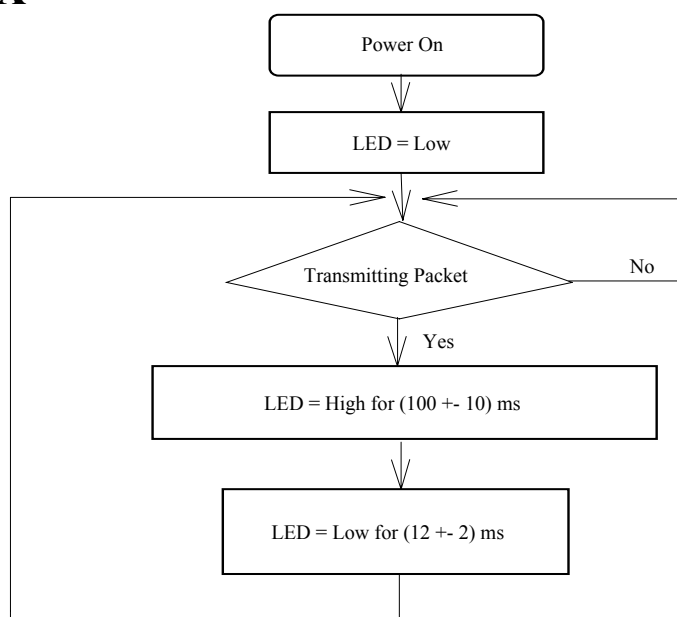 Power On
LED = Low
Transmitting Packet
No
Yes
LED = High for (100 +- 10) ms
LED = Low for (12 +- 2) ms